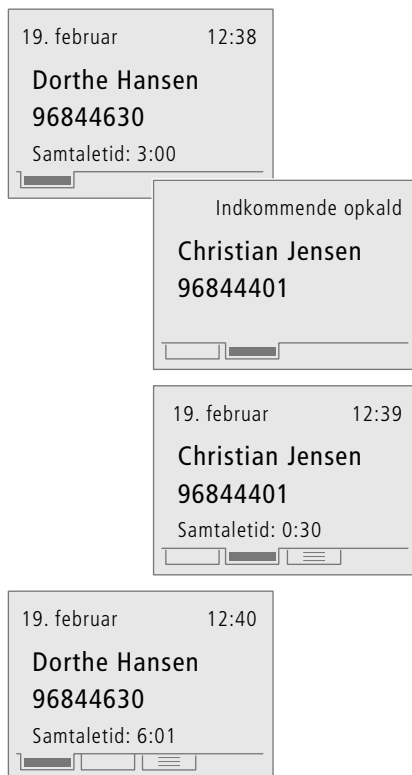 19. februar 12:38
Dorthe Hansen
96844630
Samtaletid: 3:00
Indkommende opkald
Christian Jensen
96844401
19. februar 12:39
Christian Jensen
96844401
Samtaletid: 0:30
19. februar 12:40
Dorthe Hansen
96844630
Samtaletid: 6:01